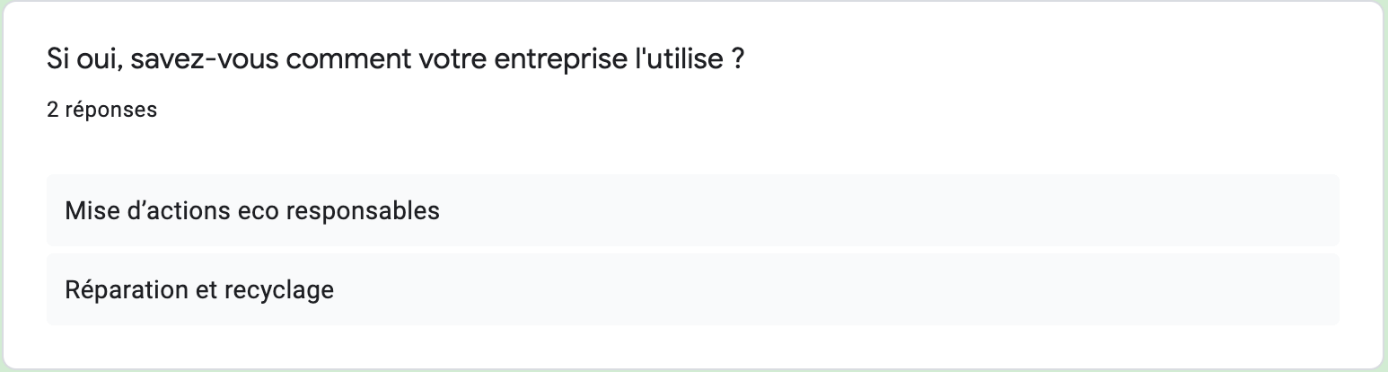 Si oui, savez-vous comment votre entreprise l'utilise ?
2 réponses
Mise d’actions eco responsables
Réparation et recyclage